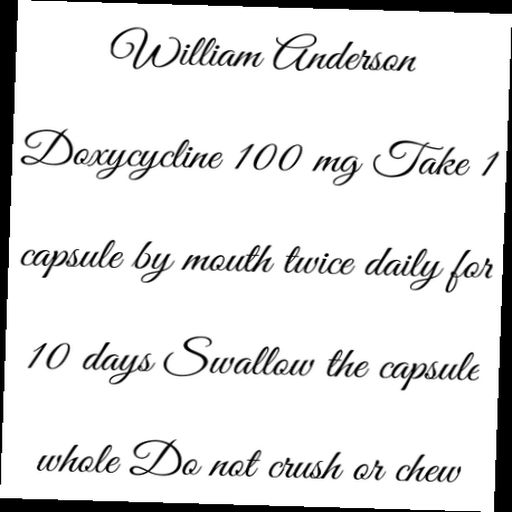 William Anderson
Doxycycline 100 mg Take 1
capsule by mouth twice daily for
10 days Swallow the capsule
whole Do not crush or chew